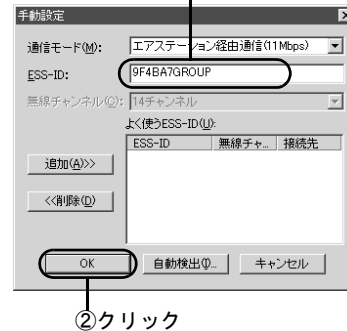 手動設定
通信モード(M):
エアステーション経由通信(11Mbps)
ESS-ID:
9F4BA7GROUP
無線チャンネル(C):
14チャンネル
よく使うESS-ID(U):
ESS-ID 無線チャ... 接続先
追加(A)>>
<<削除(D)
OK
自動検出(I)...
キャンセル
②クリック